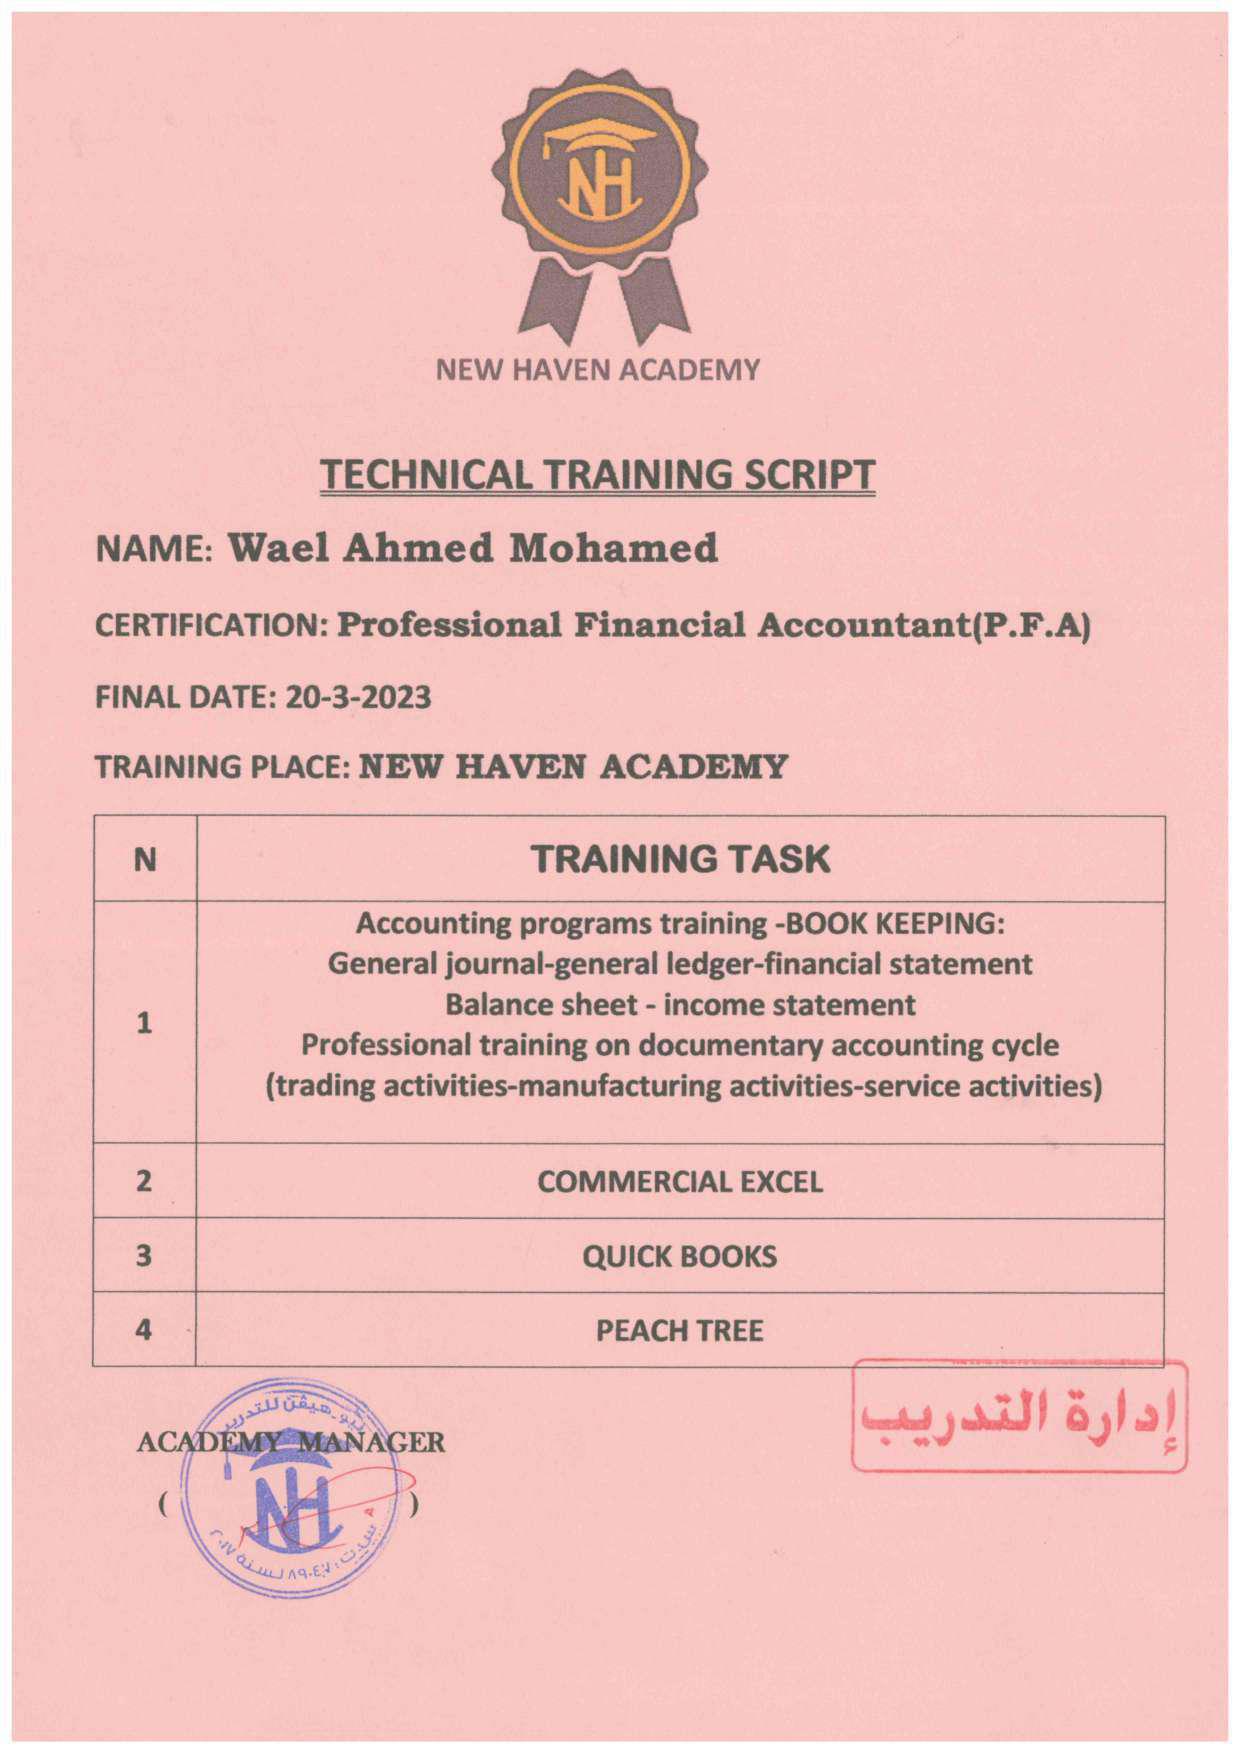 NH
NEW HAVEN ACADEMY
TECHNICAL TRAINING SCRIPT
NAME: Wael Ahmed Mohamed
CERTIFICATION: Professional Financial Accountant(P.F.A)
FINAL DATE: 20-3-2023
TRAINING PLACE: NEW HAVEN ACADEMY
N TRAINING TASK
1 Accounting programs training -BOOK KEEPING:
General journal-general ledger-financial statement
Balance sheet - income statement
Professional training on documentary accounting cycle
(trading activities-manufacturing activities-service activities)
2 COMMERCIAL EXCEL
3 QUICK BOOKS
4 PEACH TREE
إدارة التدريب
نيو هيڤن للتدريب
ACADEMY MANAGER
NH
( )
لسنة ٢٠١٧